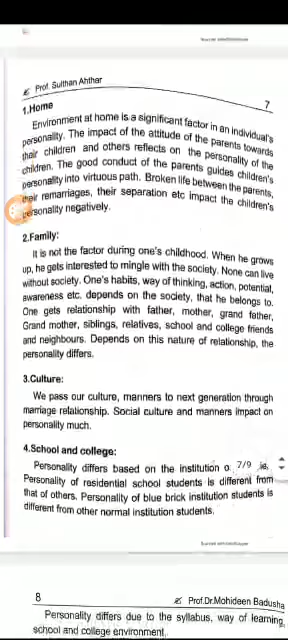 Prof. Sulthan Ahthar
7
1.Home
Environment at home is a significant factor in an individual's
personality. The impact of the attitude of the parents towards
their children and others reflects on the personality of the
children. The good conduct of the parents guides children's
personality into virtuous path. Broken life between the parents,
their remarriages, their separation etc impact the children's
personality negatively.
2.Family:
It is not the factor during one's childhood. When he grows
up, he gets interested to mingle with the society. None can live
without society. One's habits, way of thinking, action, potential,
awareness etc. depends on the society, that he belongs to.
One gets relationship with father, mother, grand father,
Grand mother, siblings, relatives, school and college friends
and neighbours. Depends on this nature of relationship, the
personality differs.
3.Culture:
We pass our culture, manners to next generation through
marriage relationship. Social culture and manners impact on
personality much.
4.School and college:
Personality differs based on the institution 7/9
Personality of residential school students is different from
that of others. Personality of blue brick institution students is
different from other normal institution students.
8
Prof.Dr.Mohideen Badusha
Personality differs due to the syllabus, way of learning,
school and college environment.